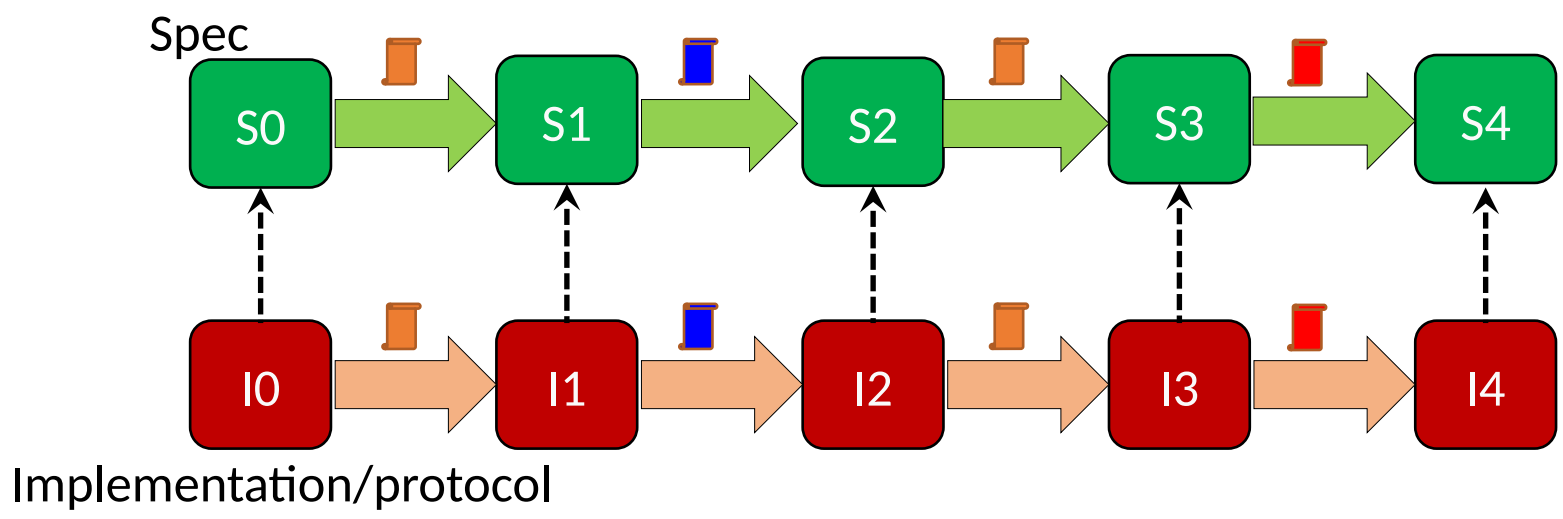 Spec
S0 S1 S2 S3 S4
I0 I1 I2 I3 I4
Implementation/protocol